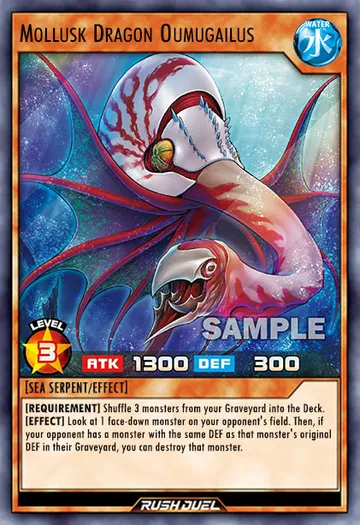 Mollusk Dragon Oumugailus
WATER
水
SAMPLE
LEVEL
3
ATK 1300 DEF 300
[SEA SERPENT/EFFECT]
[REQUIREMENT] Shuffle 3 monsters from your Graveyard into the Deck.
[EFFECT] Look at 1 face-down monster on your opponent's field. Then, if
your opponent has a monster with the same DEF as that monster's original
DEF in their Graveyard, you can destroy that monster.
RUSH DUEL